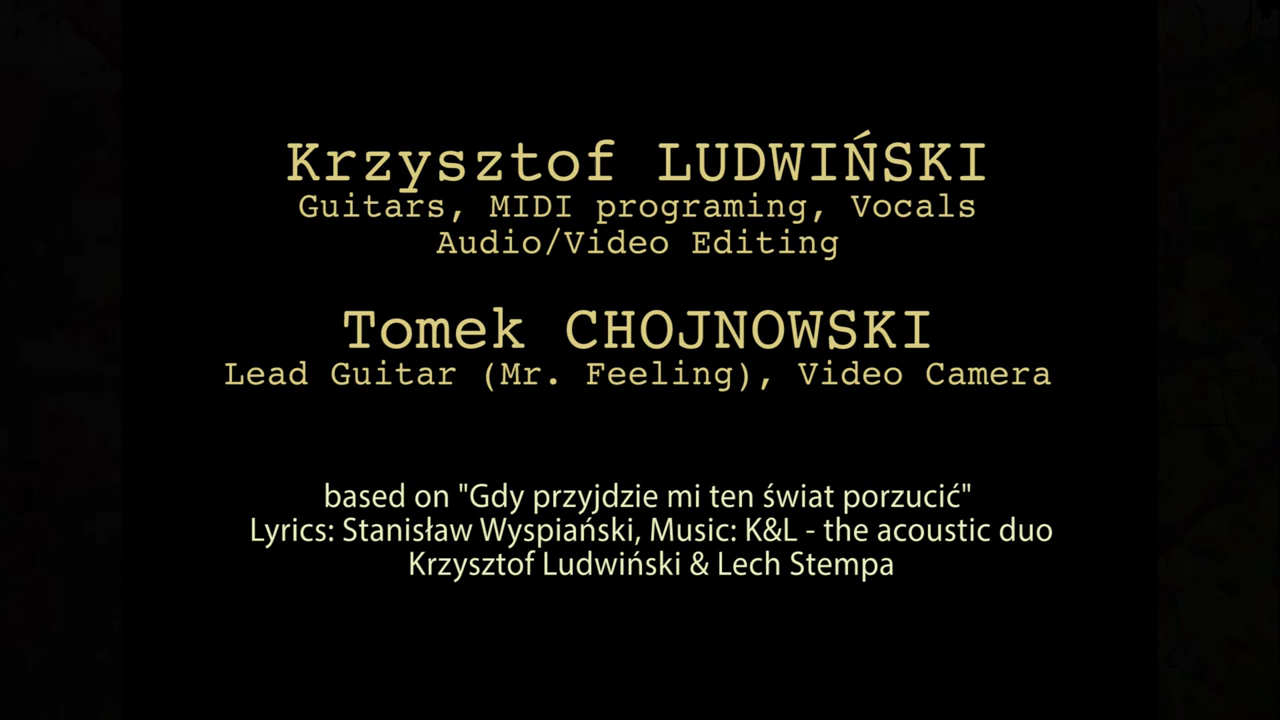 Krzysztof LUDWIŃSKI
Guitars, MIDI programing, Vocals
Audio/Video Editing
Tomek CHOJNOWSKI
Lead Guitar (Mr. Feeling), Video Camera
based on "Gdy przyjdzie mi ten świat porzucić"
Lyrics: Stanisław Wyspiański, Music: K&L - the acoustic duo
Krzysztof Ludwiński & Lech Stempa